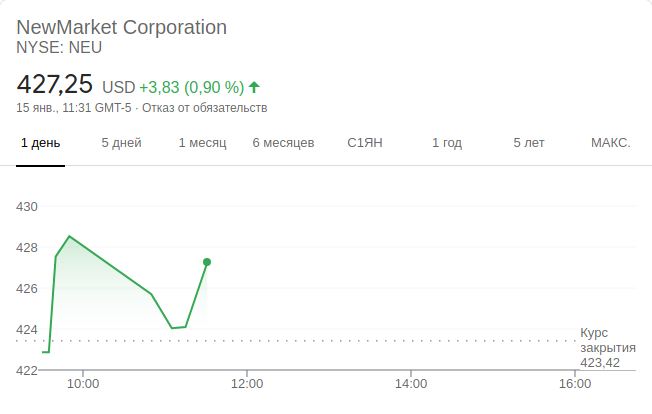 NewMarket Corporation
NYSE: NEU
427,25 USD +3,83 (0,90 %)
15 янв., 11:31 GMT-5 · Отказ от обязательств
1 день 5 дней 1 месяц 6 месяцев С1ЯН 1 год 5 лет МАКС.
430
428
426
424
Курс
закрытия
423,42
422
10:00 12:00 14:00 16:00